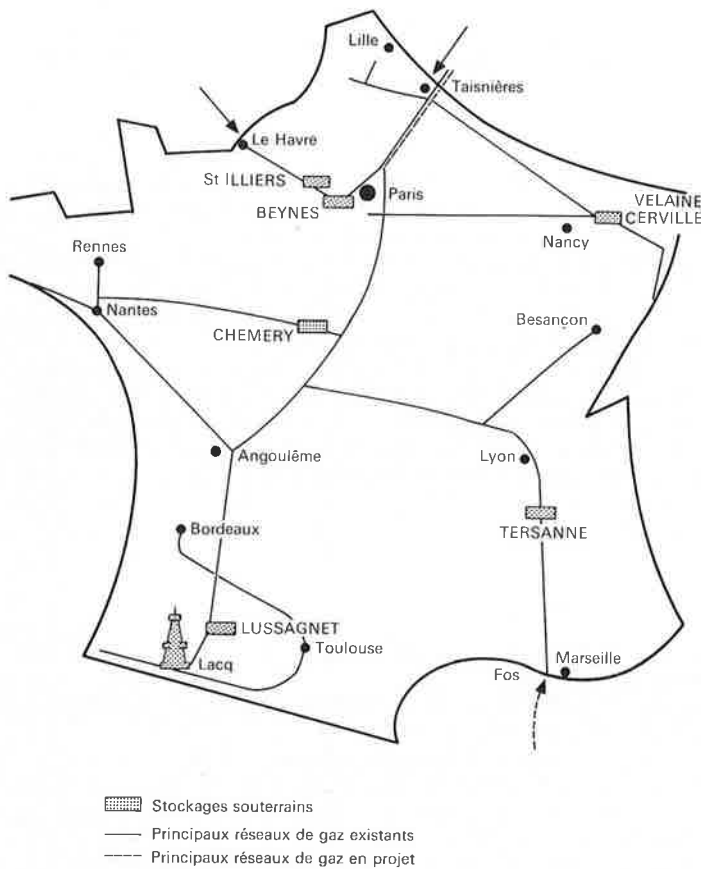 Lille
Taisnières
Le Havre
St ILLIERS
Paris
BEYNES
VELAINE
CERVILLE
Nancy
Rennes
Nantes
CHEMERY
Besançon
Angoulême
Lyon
Bordeaux
TERSANNE
LUSSAGNET
Toulouse
Lacq
Marseille
Fos
Stockages souterrains
Principaux réseaux de gaz existants
Principaux réseaux de gaz en projet